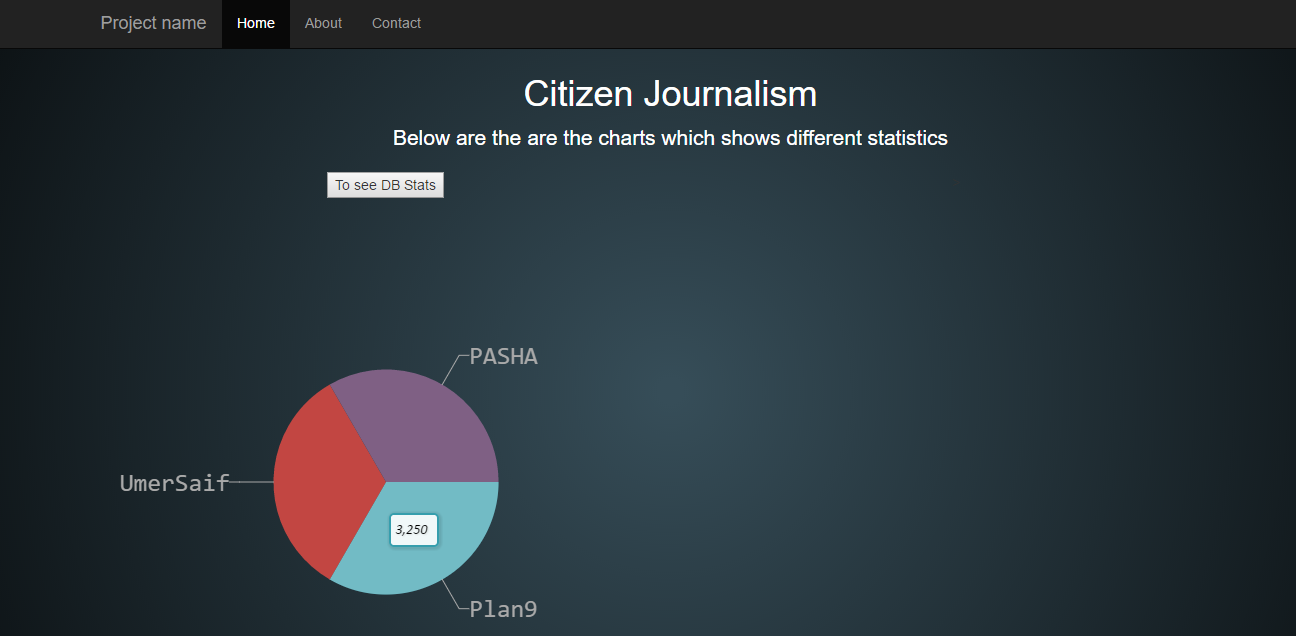 Project name Home About Contact
Citizen Journalism
Below are the are the charts which shows different statistics
To see DB Stats
PASHA
UmerSaif
3,250
Plan9